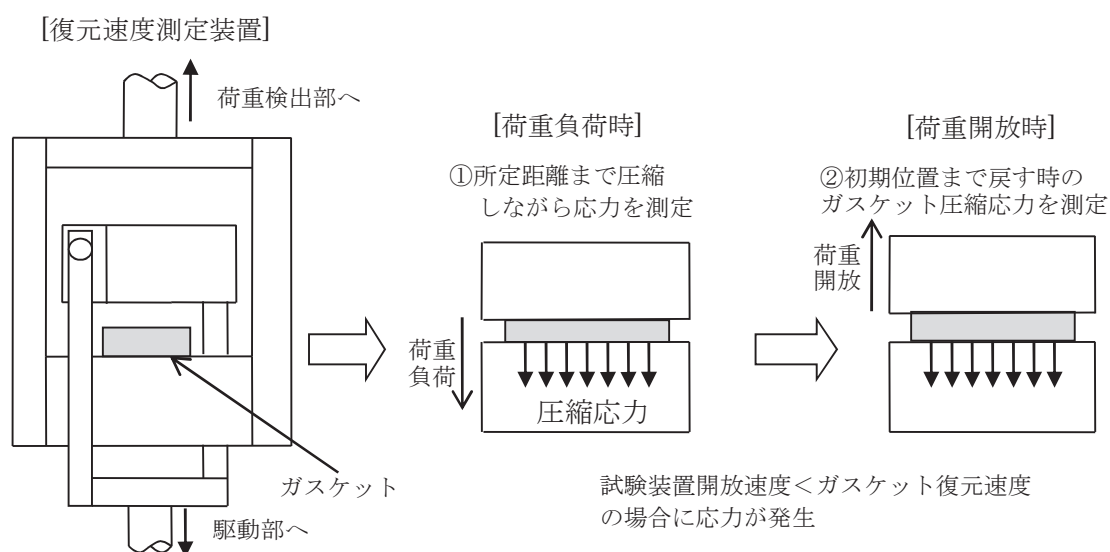 [復元速度測定装置]
荷重検出部へ
ガスケット
駆動部へ
[荷重負荷時]
①所定距離まで圧縮
しながら応力を測定
荷重
負荷
圧縮応力
[荷重開放時]
②初期位置まで戻す時の
ガスケット圧縮応力を測定
荷重
開放
試験装置開放速度＜ガスケット復元速度
の場合に応力が発生